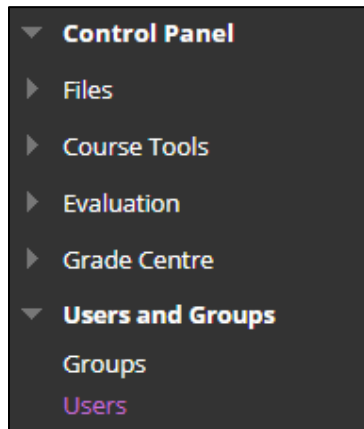 Control Panel
Files
Course Tools
Evaluation
Grade Centre
Users and Groups
Groups
Users